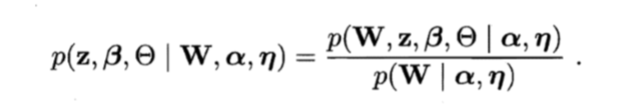 p(z, β, Θ | W, α, η) = p(W, z, β, Θ | α, η) / p(W | α, η) .